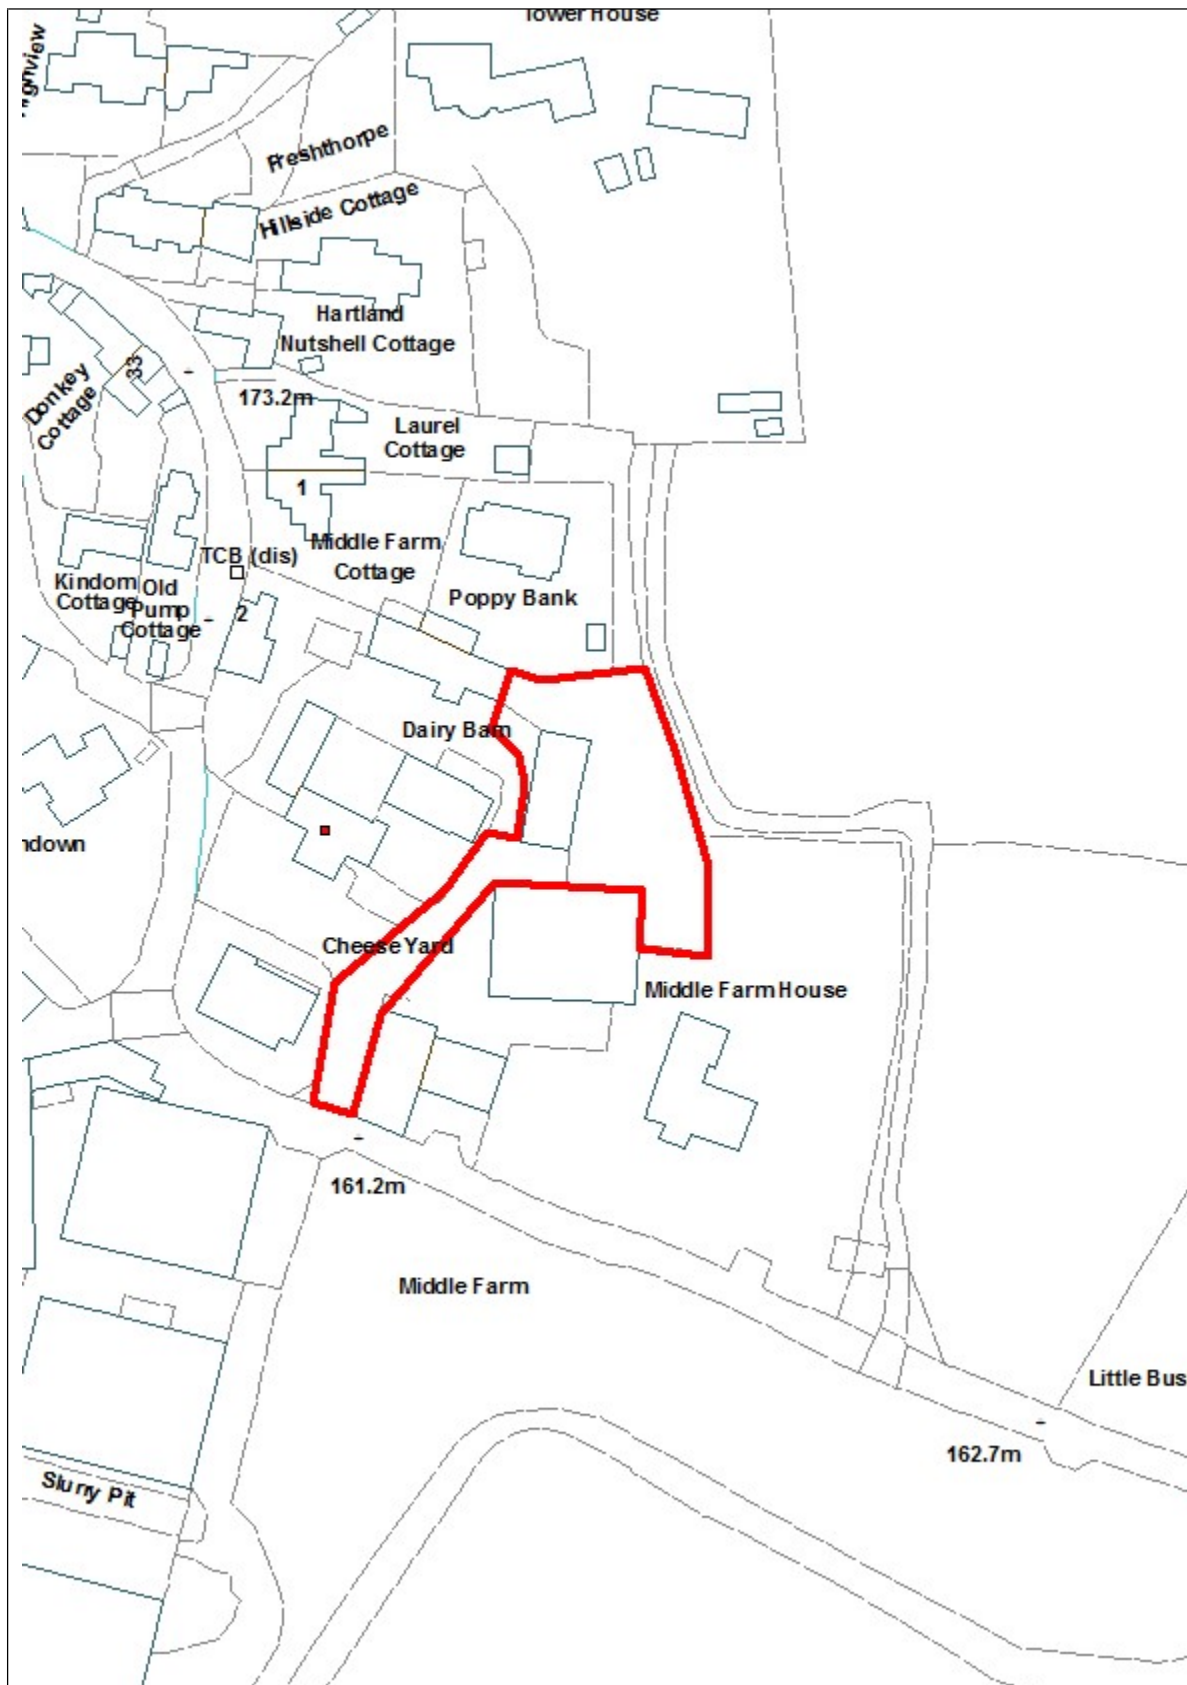 Tower House
Freshthorpe
Hillside Cottage
Hartland
Nutshell Cottage
33
Donkey
Cottage
173.2m
Laurel
Cottage
1
TCB (dis)
Middle Farm
Cottage
Kindom
Cottage
Old
Pump
Cottage
2
Poppy Bank
Dairy Barn
ndown
Cheese Yard
Middle Farm House
161.2m
Middle Farm
Little Bus
162.7m
Slurry Pit